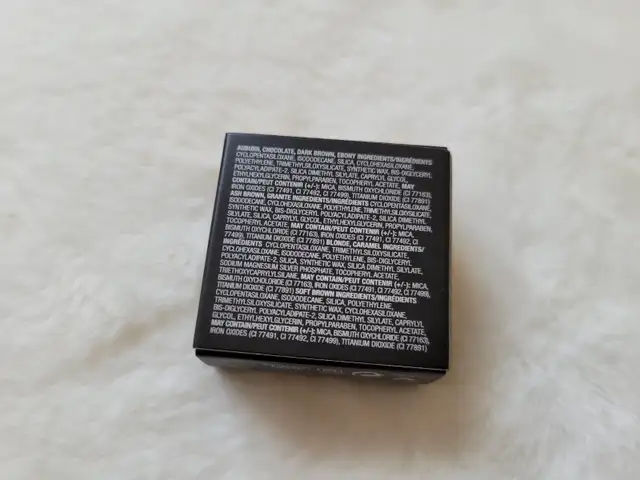 AUBURN, CHOCOLATE, DARK BROWN, EBONY INGREDIENTS/INGRÉDIENTS
CYCLOPENTASILOXANE, ISODODECANE, SILICA, CYCLOHEXASILOXANE,
POLYETHYLENE, TRIMETHYLSILOXYSILICATE, SYNTHETIC WAX, BIS-DIGLYCERYL
POLYACYLADIPATE-2, SILICA DIMETHYL SILYLATE, CAPRYLYL GLYCOL,
ETHYLHEXYLGLYCERIN, PROPYLPARABEN, TOCOPHERYL ACETATE. MAY
CONTAIN/PEUT CONTENIR (+/-): MICA, BISMUTH OXYCHLORIDE (CI 77163),
IRON OXIDES (CI 77491, CI 77492, CI 77499), TITANIUM DIOXIDE (CI 77891)
ASH BROWN, GRANITE INGREDIENTS/INGRÉDIENTS CYCLOPENTASILOXANE,
ISODODECANE, CYCLOHEXASILOXANE, POLYETHYLENE, TRIMETHYLSILOXYSILICATE,
SYNTHETIC WAX, BIS-DIGLYCERYL POLYACYLADIPATE-2, SILICA DIMETHYL
SILYLATE, SILICA, CAPRYLYL GLYCOL, ETHYLHEXYLGLYCERIN, PROPYLPARABEN,
TOCOPHERYL ACETATE. MAY CONTAIN/PEUT CONTENIR (+/-): MICA,
BISMUTH OXYCHLORIDE (CI 77163), IRON OXIDES (CI 77491, CI 77492, CI
77499), TITANIUM DIOXIDE (CI 77891) BLONDE, CARAMEL INGREDIENTS/
INGRÉDIENTS CYCLOPENTASILOXANE, TRIMETHYLSILOXYSILICATE,
CYCLOHEXASILOXANE, ISODODECANE, POLYETHYLENE, BIS-DIGLYCERYL
POLYACYLADIPATE-2, SILICA, SYNTHETIC WAX, SILICA DIMETHYL SILYLATE,
SODIUM MAGNESIUM SILVER PHOSPHATE, TOCOPHERYL ACETATE,
TRIETHOXYCAPRYLYLSILANE. MAY CONTAIN/PEUT CONTENIR (+/-): MICA,
BISMUTH OXYCHLORIDE (CI 77163), IRON OXIDES (CI 77491, CI 77492, CI 77499),
TITANIUM DIOXIDE (CI 77891) SOFT BROWN INGREDIENTS/INGRÉDIENTS
CYCLOPENTASILOXANE, ISODODECANE, SILICA, POLYETHYLENE
TRIMETHYLSILOXYSILICATE, SYNTHETIC WAX, CYCLOHEXASILOXANE,
BIS-DIGLYCERYL POLYACYLADIPATE-2, SILICA DIMETHYL SILYLATE, CAPRYLYL
GLYCOL, ETHYLHEXYLGLYCERIN, PROPYLPARABEN, TOCOPHERYL ACETATE,
MAY CONTAIN/PEUT CONTENIR (+/-): MICA, BISMUTH OXYCHLORIDE (CI 77163),
IRON OXIDES (CI 77491, CI 77492, CI 77499), TITANIUM DIOXIDE (CI 77891)